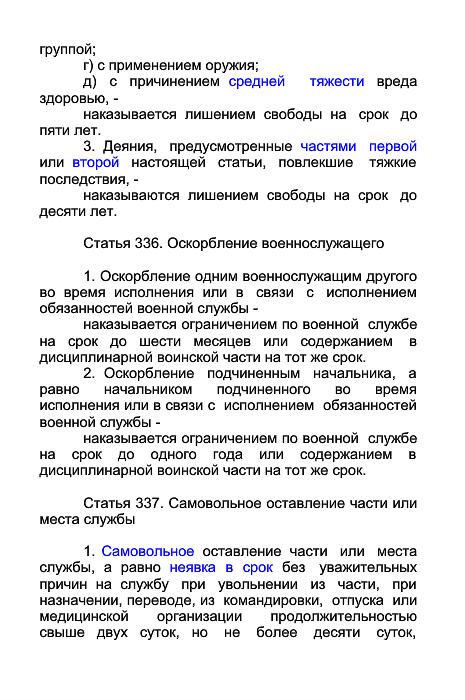 группой;
г) с применением оружия;
д) с причинением средней тяжести вреда
здоровью, -
наказывается лишением свободы на срок до
пяти лет.
3. Деяния, предусмотренные частями первой
или второй настоящей статьи, повлекшие тяжкие
последствия, -
наказываются лишением свободы на срок до
десяти лет.
Статья 336. Оскорбление военнослужащего
1. Оскорбление одним военнослужащим другого
во время исполнения или в связи с исполнением
обязанностей военной службы -
наказывается ограничением по военной службе
на срок до шести месяцев или содержанием в
дисциплинарной воинской части на тот же срок.
2. Оскорбление подчиненным начальника, а
равно начальником подчиненного во время
исполнения или в связи с исполнением обязанностей
военной службы -
наказывается ограничением по военной службе
на срок до одного года или содержанием в
дисциплинарной воинской части на тот же срок.
Статья 337. Самовольное оставление части или
места службы
1. Самовольное оставление части или места
службы, а равно неявка в срок без уважительных
причин на службу при увольнении из части, при
назначении, переводе, из командировки, отпуска или
медицинской организации продолжительностью
свыше двух суток, но не более десяти суток,